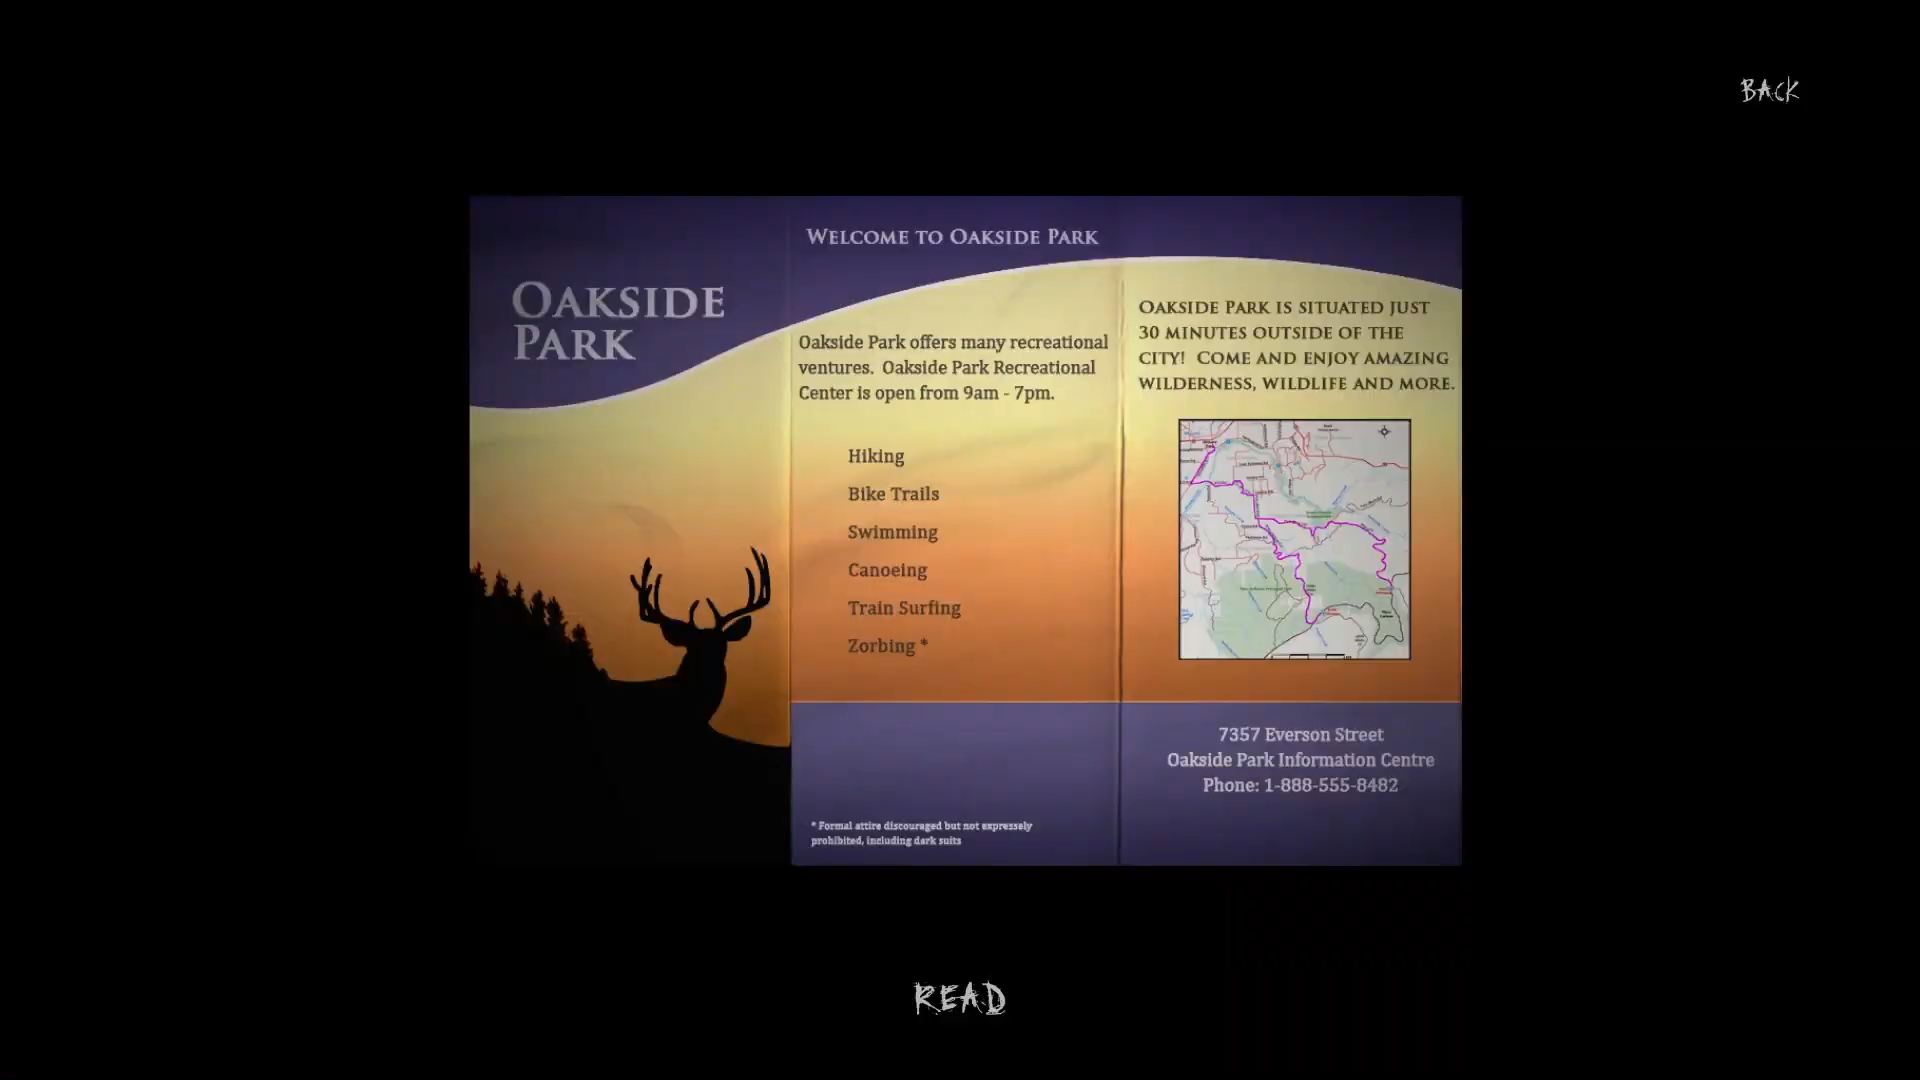 BACK
OAKSIDE
PARK
WELCOME TO OAKSIDE PARK
Oakside Park offers many recreational
ventures. Oakside Park Recreational
Center is open from 9am - 7pm.
Hiking
Bike Trails
Swimming
Canoeing
Train Surfing
Zorbing *
* Formal attire discouraged but not expressely
prohibited, including dark suits
OAKSIDE PARK IS SITUATED JUST
30 MINUTES OUTSIDE OF THE
CITY! COME AND ENJOY AMAZING
WILDERNESS, WILDLIFE AND MORE.
7357 Everson Street
Oakside Park Information Centre
Phone: 1-888-555-8482
READ